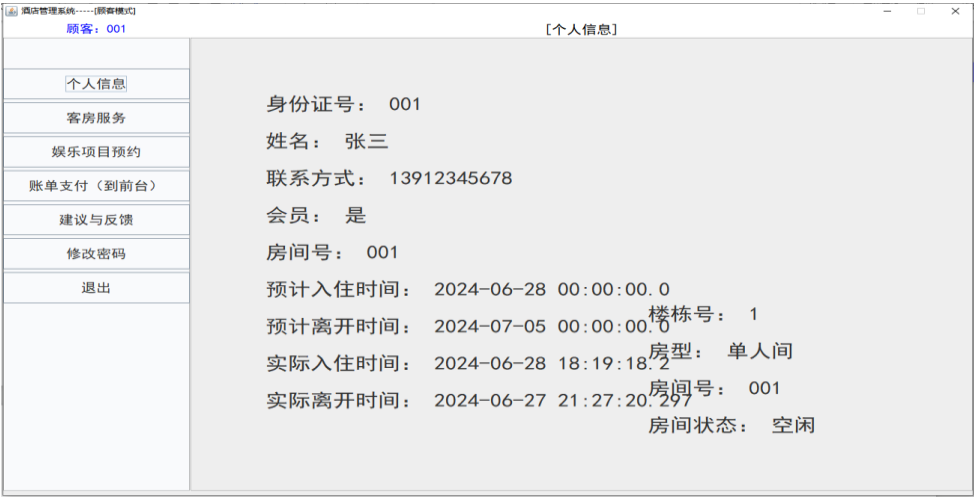 酒店管理系统-----[顾客模式]
顾客：001
[个人信息]
个人信息
客房服务
娱乐项目预约
账单支付（到前台）
建议与反馈
修改密码
退出
身份证号： 001
姓名： 张三
联系方式： 13912345678
会员： 是
房间号： 001
预计入住时间： 2024-06-28 00:00:00.0
预计离开时间： 2024-07-05 00:00:00.0
实际入住时间： 2024-06-28 18:19:18.2
实际离开时间： 2024-06-27 21:27:20.297
楼栋号： 1
房型： 单人间
房间号： 001
房间状态： 空闲